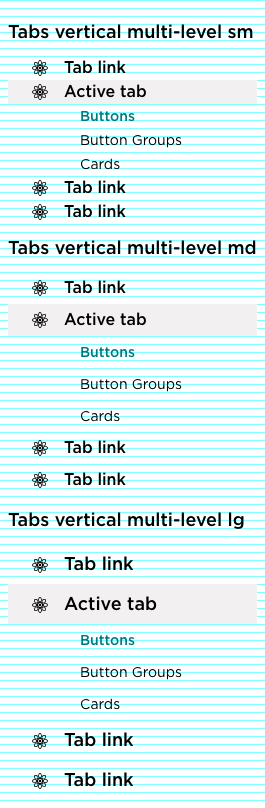 Tabs vertical multi-level sm
Tab link
Active tab
Buttons
Button Groups
Cards
Tab link
Tab link
Tabs vertical multi-level md
Tab link
Active tab
Buttons
Button Groups
Cards
Tab link
Tab link
Tabs vertical multi-level lg
Tab link
Active tab
Buttons
Button Groups
Cards
Tab link
Tab link